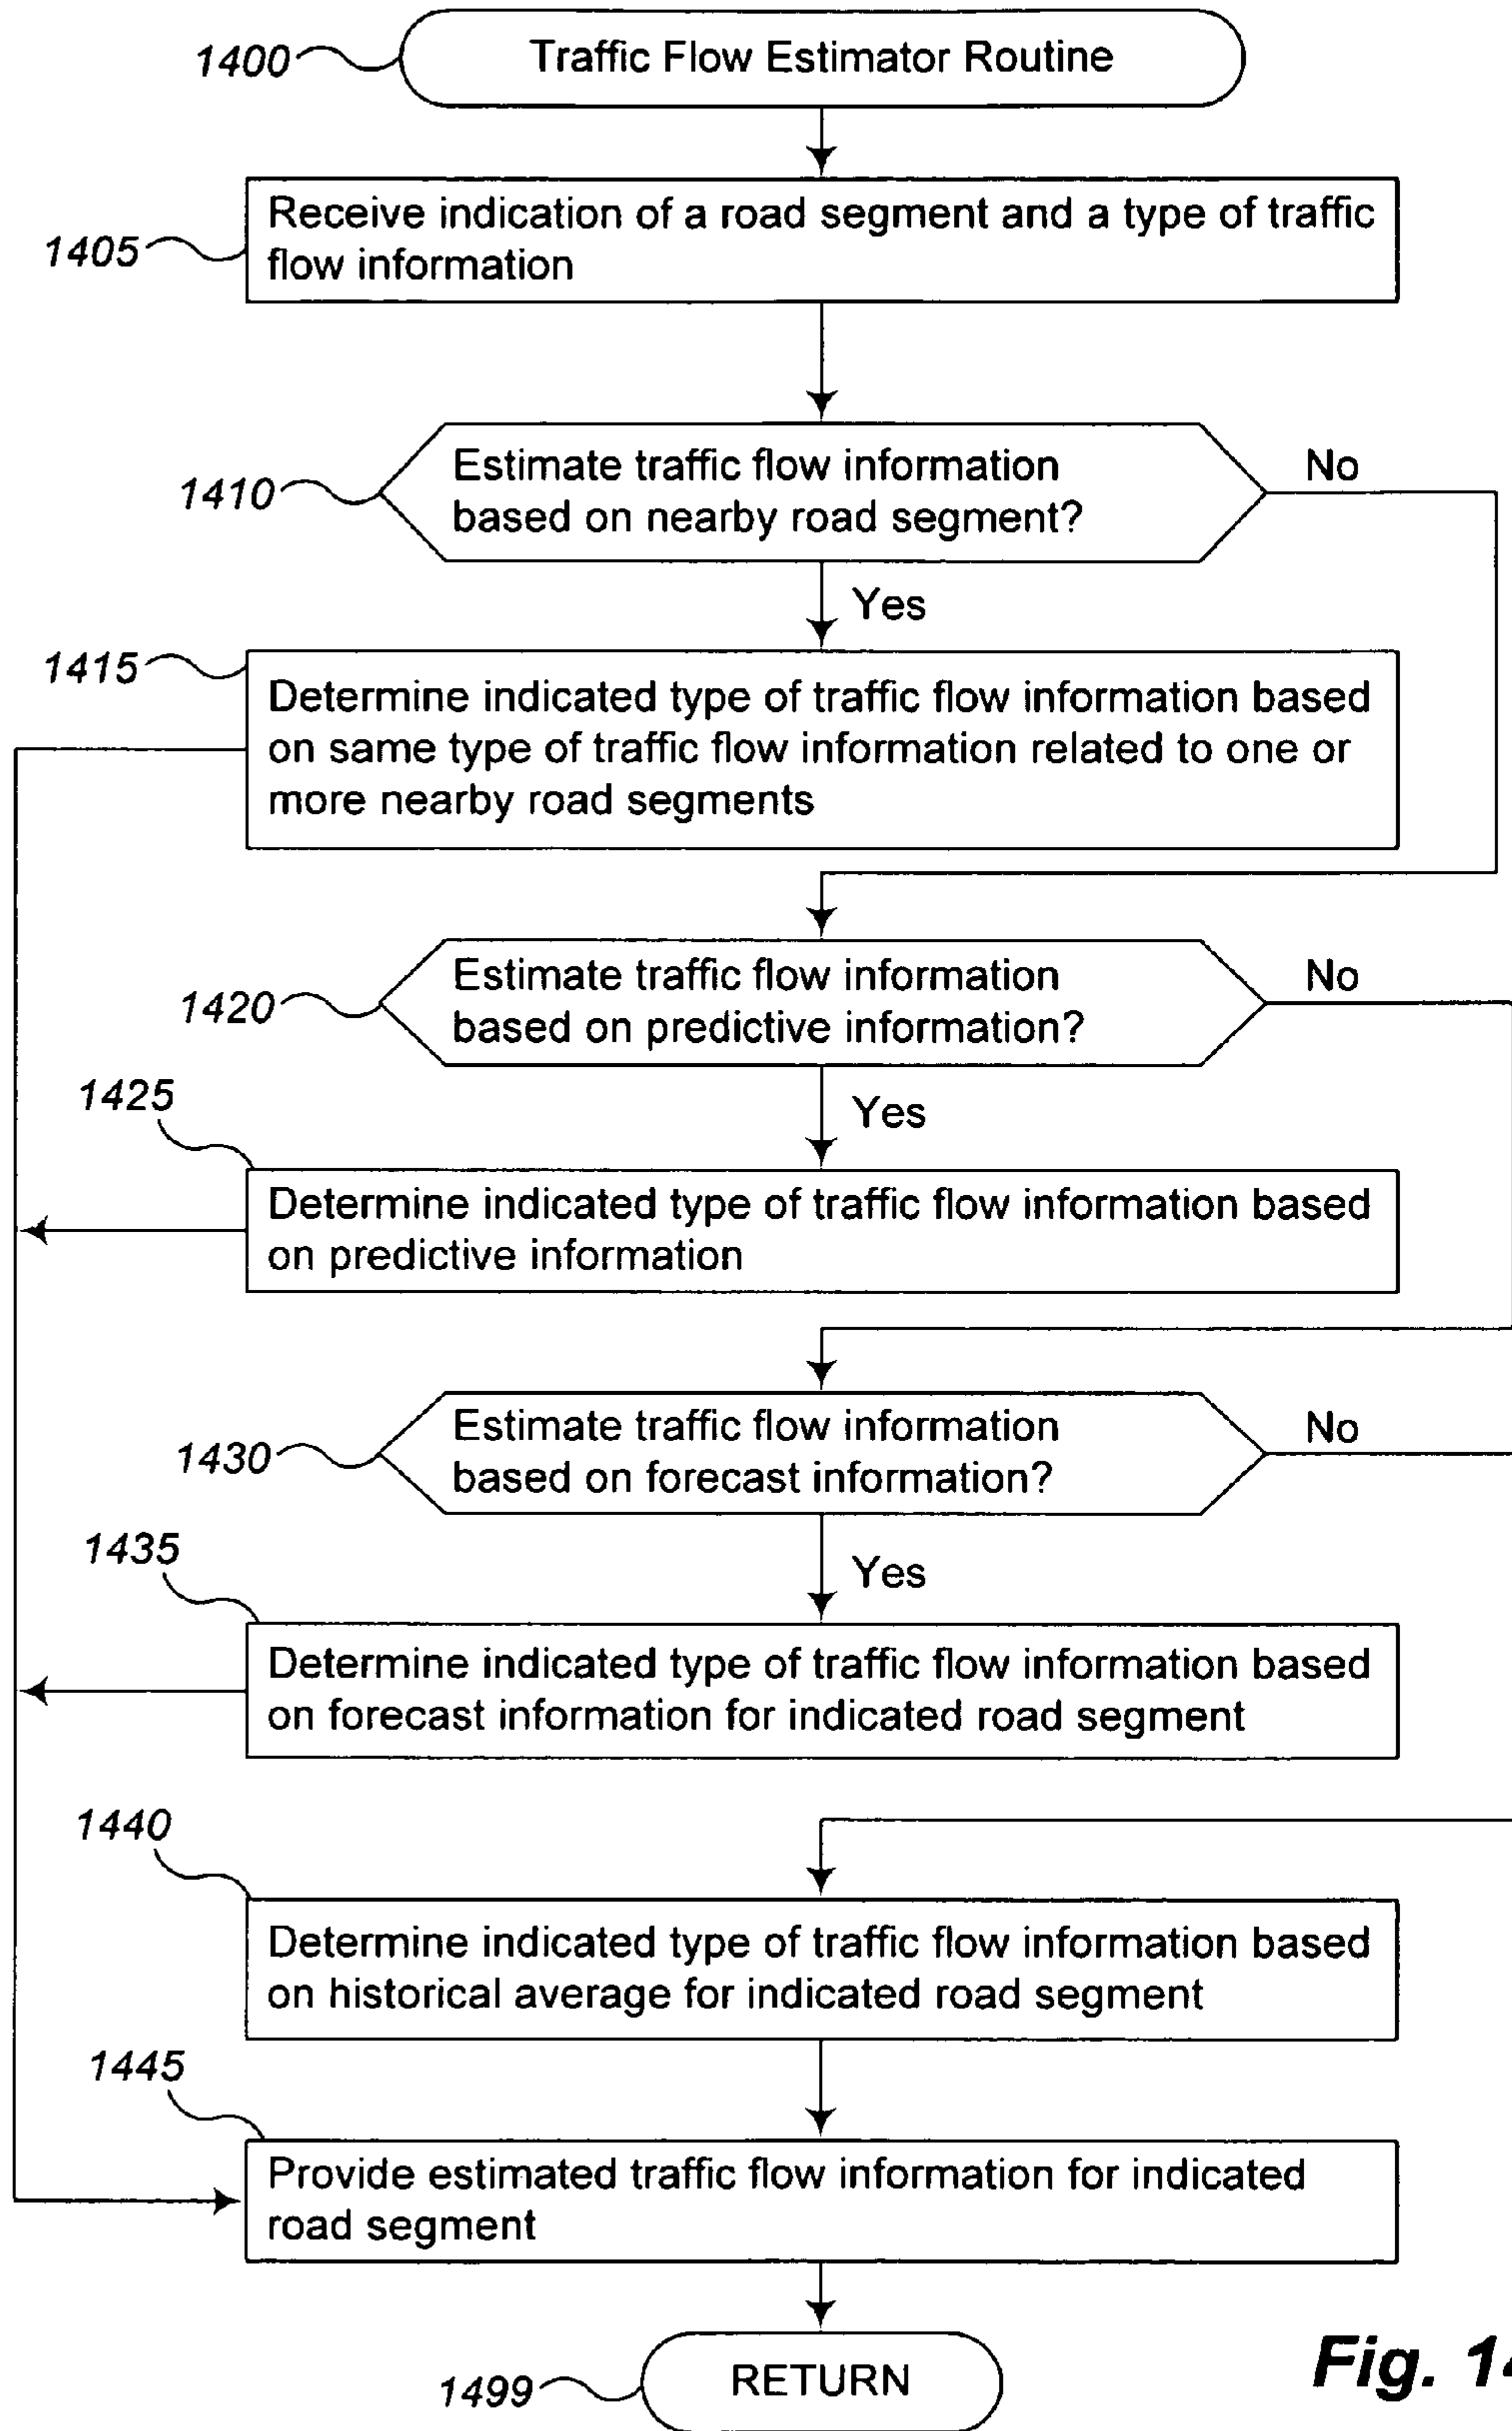 1400
Traffic Flow Estimator Routine
1405
Receive indication of a road segment and a type of traffic
flow information
1410
Estimate traffic flow information
based on nearby road segment?
No
Yes
1415
Determine indicated type of traffic flow information based
on same type of traffic flow information related to one or
more nearby road segments
1420
Estimate traffic flow information
based on predictive information?
No
Yes
1425
Determine indicated type of traffic flow information based
on predictive information
1430
Estimate traffic flow information
based on forecast information?
No
Yes
1435
Determine indicated type of traffic flow information based
on forecast information for indicated road segment
1440
Determine indicated type of traffic flow information based
on historical average for indicated road segment
1445
Provide estimated traffic flow information for indicated
road segment
1499
RETURN
Fig. 14